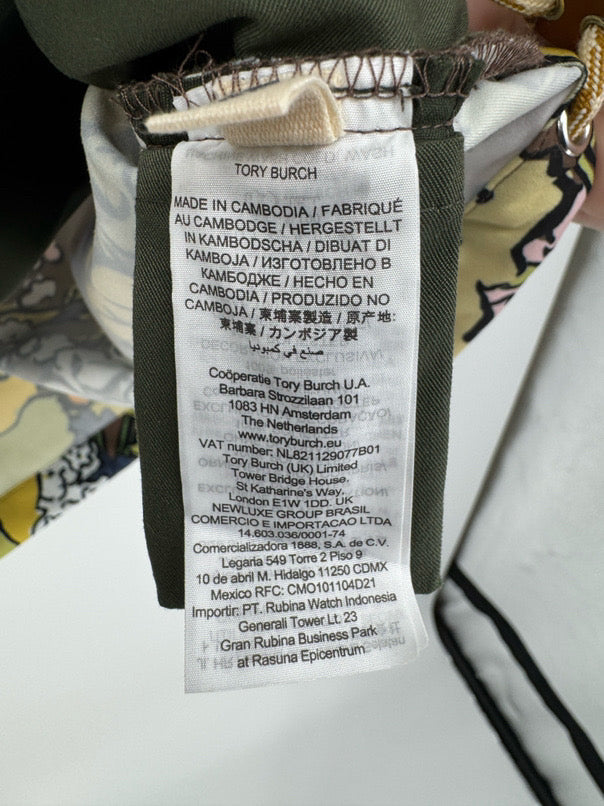 TORY BURCH
MADE IN CAMBODIA / FABRIQUÉ
AU CAMBODGE / HERGESTELLT
IN KAMBODSCHA / DIBUAT DI
KAMBOJA / ИЗГОТОВЛЕНО В
КАМБОДЖЕ / HECHO EN
CAMBODIA / PRODUZIDO NO
CAMBOJA / 柬埔寨製造 / 原产地:
柬埔寨 / カンボジア製
صنع في كمبوديا
Coöperatie Tory Burch U.A.
Barbara Strozzilaan 101
1083 HN Amsterdam
The Netherlands
www.toryburch.eu
VAT number: NL821129077B01
Tory Burch (UK) Limited
Tower Bridge House,
St Katharine's Way,
London E1W 1DD. UK
NEWLUXE GROUP BRASIL
COMERCIO E IMPORTACAO LTDA
14.603.036/0001-74
Comercializadora 1888, S.A. de C.V.
Legaria 549 Torre 2 Piso 9
10 de abril M. Hidalgo 11250 CDMX
Mexico RFC: CMO101104D21
Importir: PT. Rubina Watch Indonesia
Generali Tower Lt. 23
Gran Rubina Business Park
at Rasuna Epicentrum